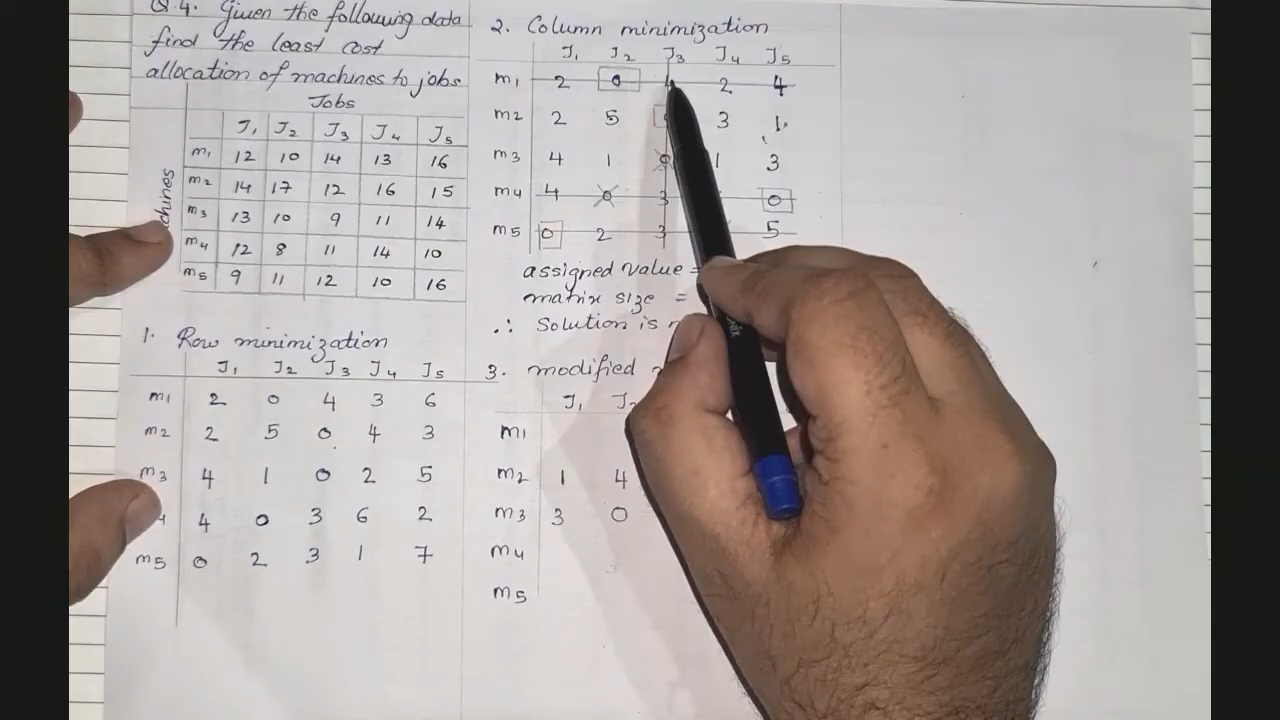 Q.4. Given the following data
find the least cost
allocation of machines to jobs
Jobs
J1 J2 J3 J4 J5
m1 12 10 14 13 16
m2 14 17 12 16 15
m3 13 10 9 11 14
m4 12 8 11 14 10
m5 9 11 12 10 16
1. Row minimization
J1 J2 J3 J4 J5
m1 2 0 4 3 6
m2 2 5 0 4 3
m3 4 1 0 2 5
4 0 3 6 2
m5 0 2 3 1 7
2. Column minimization
J1 J2 J3 J4 J5
m1 2 0 4 2 4
m2 2 5 3 1
m3 4 1 0 1 3
m4 4 0 3 0
m5 0 2 3 5
assigned value =
matrix size =
∴ Solution is
3. modified
J1 J2
m1
m2 1 4
m3 3 0
m4
m5